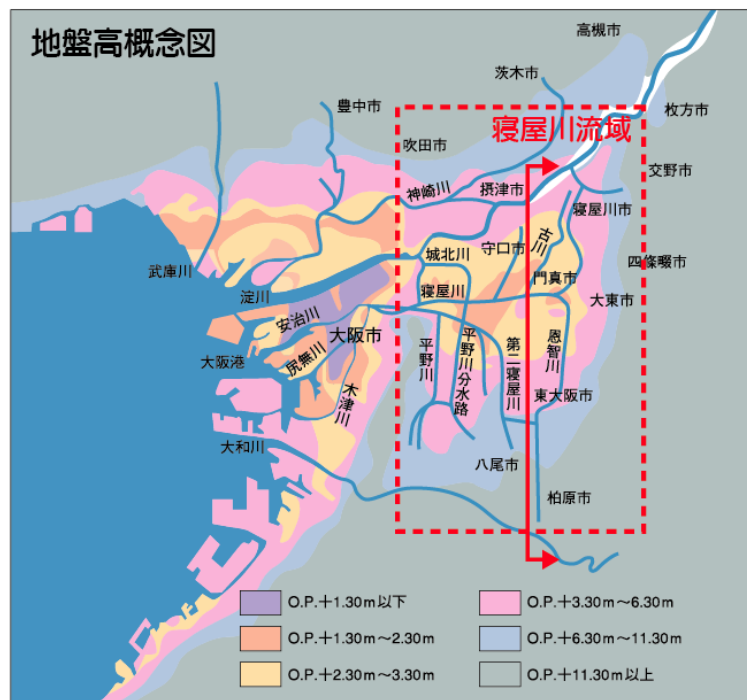 地盤高概念図
高槻市
茨木市
豊中市
枚方市
寝屋川流域
吹田市
交野市
神崎川
摂津市
寝屋川市
古川
城北川
守口市
四條畷市
武庫川
門真市
淀川
寝屋川
大東市
安治川
大阪市
恩智川
平野川
平野川分水路
第二寝屋川
大阪港
尻無川
木津川
東大阪市
大和川
八尾市
柏原市
O.P.＋1.30m以下
O.P.＋3.30m〜6.30m
O.P.＋1.30m〜2.30m
O.P.＋6.30m〜11.30m
O.P.＋2.30m〜3.30m
O.P.＋11.30m以上